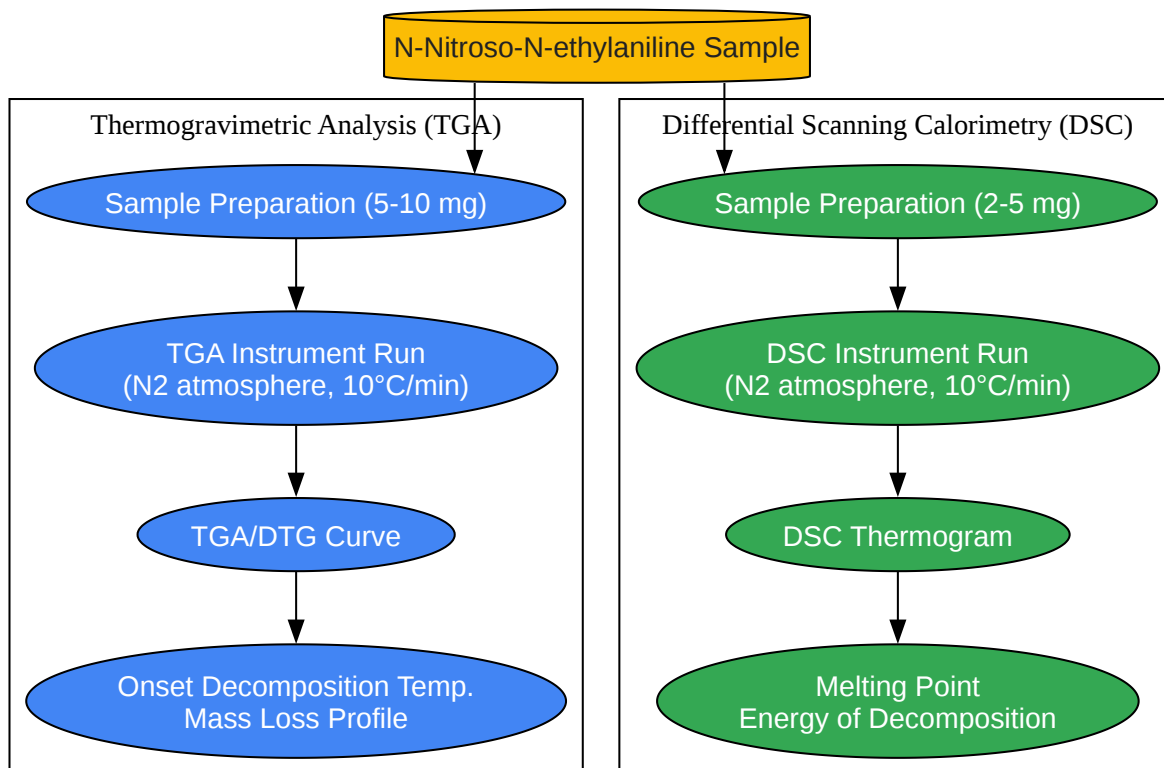 N-Nitroso-N-ethylaniline Sample
Thermogravimetric Analysis (TGA)
Sample Preparation (5-10 mg)
TGA Instrument Run
(N2 atmosphere, 10°C/min)
TGA/DTG Curve
Onset Decomposition Temp.
Mass Loss Profile
Differential Scanning Calorimetry (DSC)
Sample Preparation (2-5 mg)
DSC Instrument Run
(N2 atmosphere, 10°C/min)
DSC Thermogram
Melting Point
Energy of Decomposition